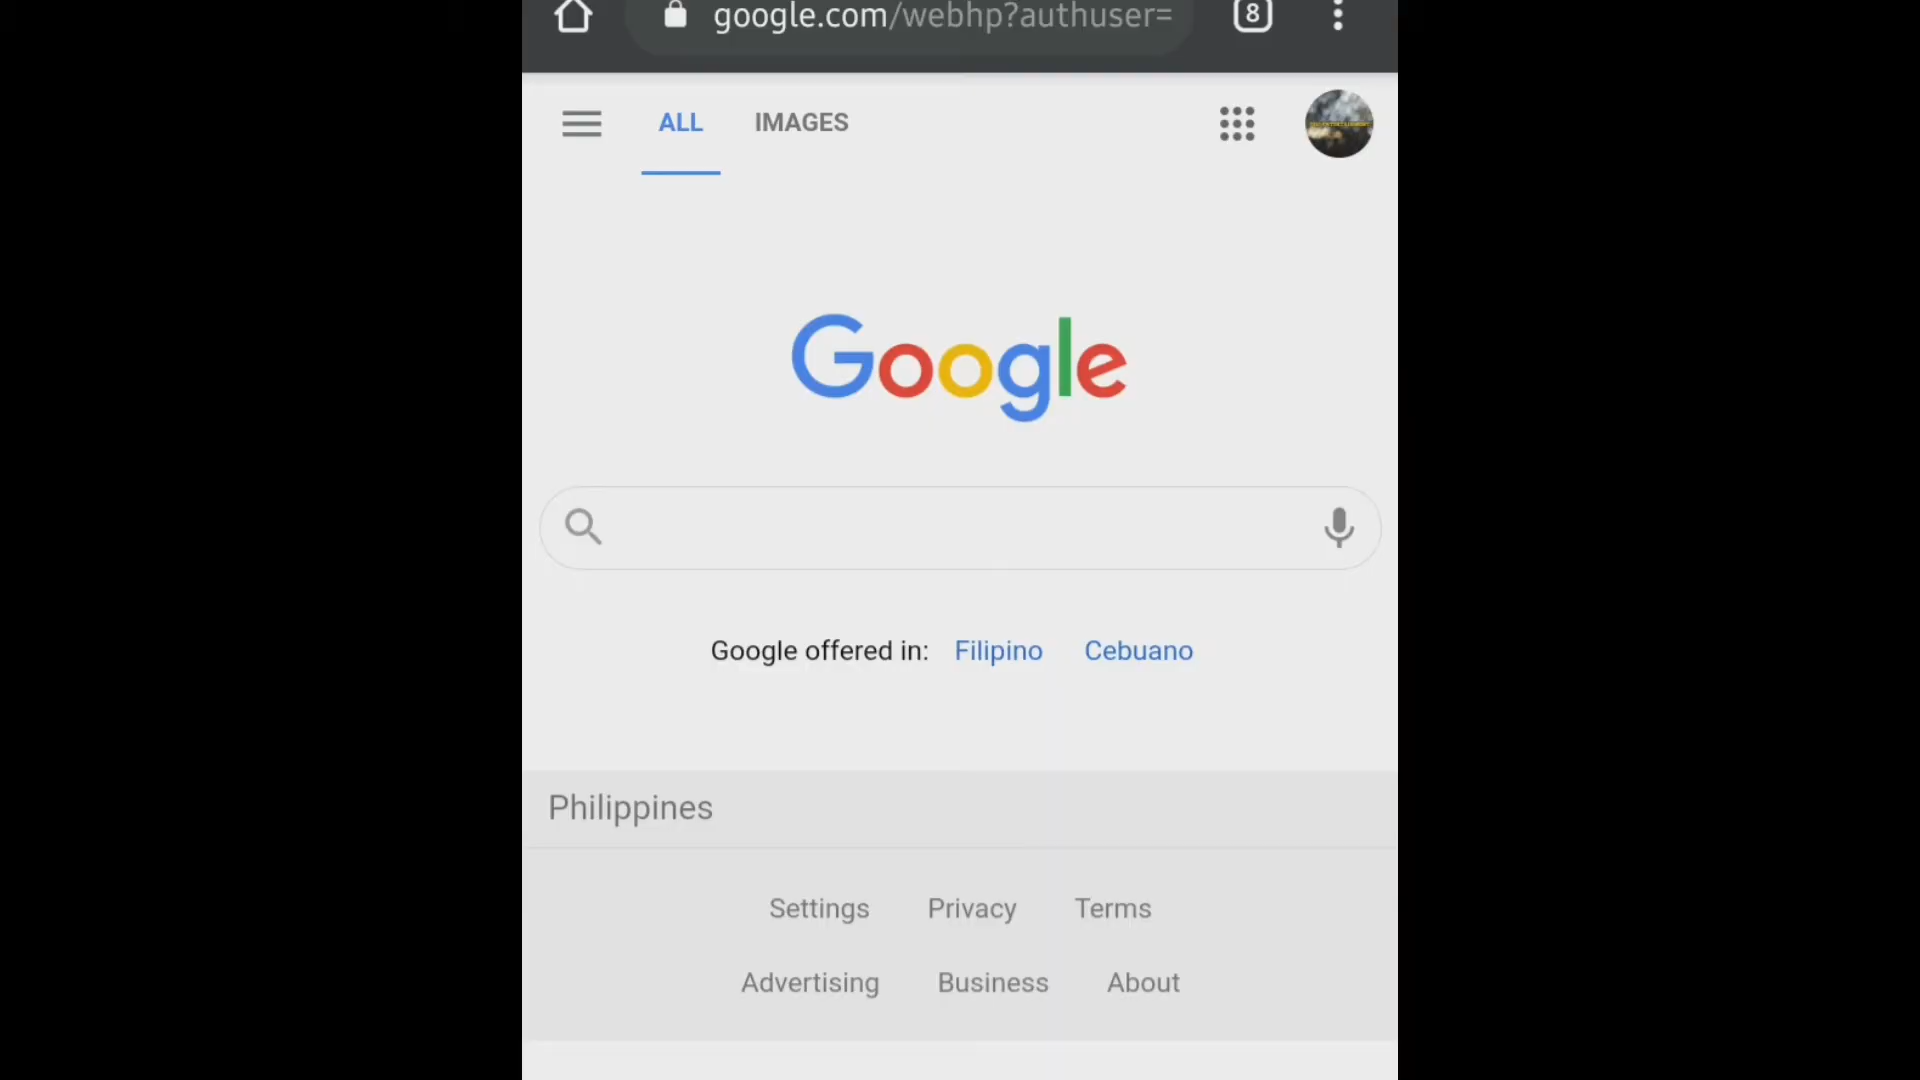 google.com/webhp?authuser=
8
ALL IMAGES
Google
Google offered in: Filipino Cebuano
Philippines
Settings Privacy Terms
Advertising Business About